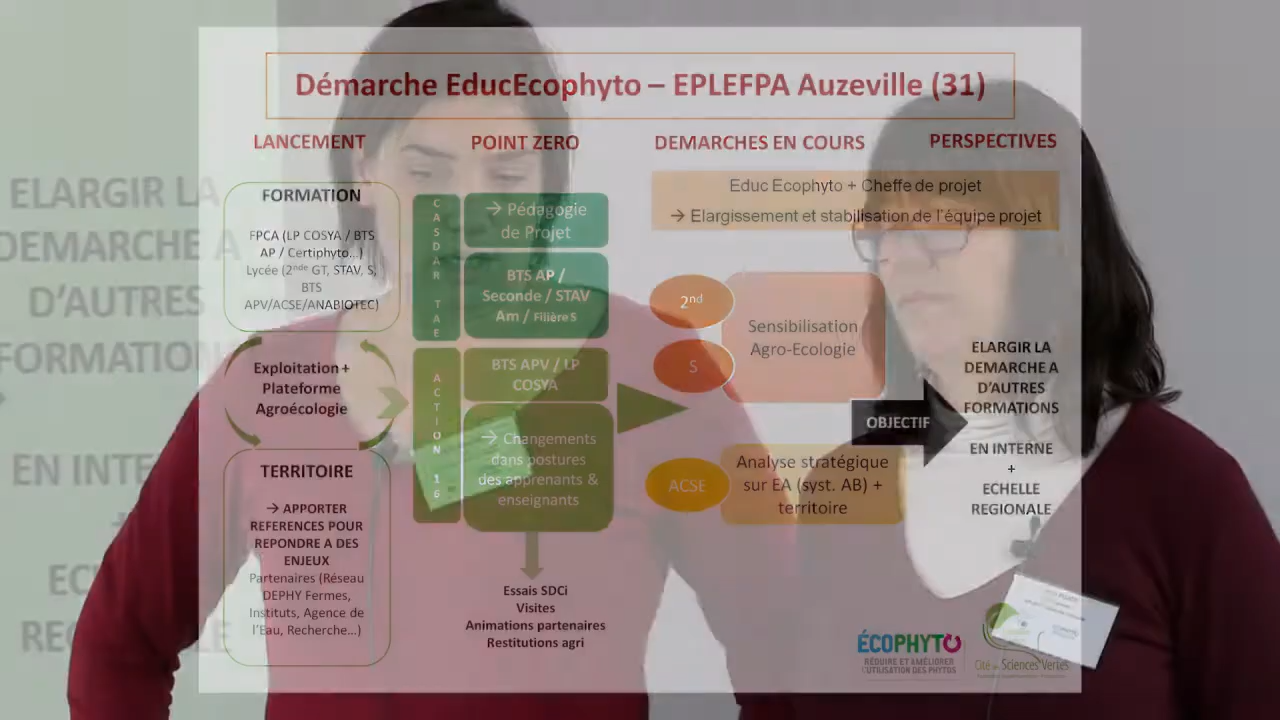 Démarche EducEcophyto – EPLEFPA Auzeville (31)
LANCEMENT
FORMATION
FPCA (LP COSYA / BTS
AP / Certiphyto...)
Lycée (2nde GT, STAV, S,
BTS
APV/ACSE/ANABIOTEC)
Exploitation +
Plateforme
Agroécologie
TERRITOIRE
→ APPORTER
REFERENCES POUR
REPONDRE A DES
ENJEUX
Partenaires (Réseau
DEPHY Fermes,
Instituts, Agence de
l'Eau, Recherche...)
POINT ZERO
CASDAR TAE
→ Pédagogie
de Projet
BTS AP /
Seconde / STAV
Am / Filière S
ACTION 16
BTS APV / LP
COSYA
→ Changements
dans postures
des apprenants &
enseignants
Essais SDCi
Visites
Animations partenaires
Restitutions agri
DEMARCHES EN COURS
Educ Ecophyto + Cheffe de projet
→ Elargissement et stabilisation de l'équipe projet
2nd
S
Sensibilisation
Agro-Ecologie
ACSE
Analyse stratégique
sur EA (syst. AB) +
territoire
OBJECTIF
PERSPECTIVES
ELARGIR LA
DEMARCHE A
D'AUTRES
FORMATIONS
EN INTERNE
+
ECHELLE
REGIONALE
ÉCOPHYTO
RÉDUIRE ET AMÉLIORER
L'UTILISATION DES PHYTOS
Cité des Sciences Vertes
ELARGIR LA
DEMARCHE A
D'AUTRES
FORMATION
EN INTE